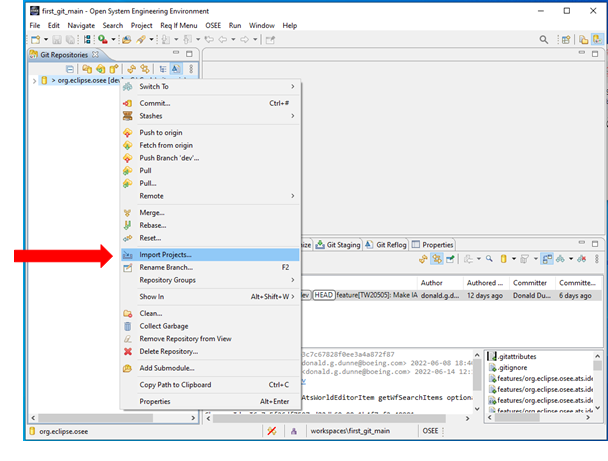 first_git_main - Open System Engineering Environment
File Edit Navigate Search Project Req If Menu OSEE Run Window Help
Git Repositories
> org.eclipse.osee [dev
Switch To
Commit... Ctrl+#
Stashes
Push to origin
Fetch from origin
Push Branch 'dev'...
Pull
Pull...
Remote
Merge...
Rebase...
Reset...
Import Projects...
Rename Branch... F2
Repository Groups
Show In Alt+Shift+W
Clean...
Collect Garbage
Remove Repository from View
Delete Repository...
Add Submodule...
Copy Path to Clipboard Ctrl+C
Properties Alt+Enter
Git Staging Git Reflog Properties
Author Authored ... Committer Committe...
HEAD feature[TW20505]: Make IA donald.g.d... 12 days ago Donald Du... 6 days ago
3c7c67828f0ee3a4a872f87
donald.g.dunne@boeing.com> 2022-06-08 18:4
donald.g.dunne@boeing.com> 2022-06-14 12:
AtsWorldEditorItem getWfSearchItems option
.gitattributes
.gitignore
features/org.eclipse.osee.ats.ide
features/org.eclipse.osee.ats.ide
features/org.eclipse.osee.ats.ide
org.eclipse.osee
workspaces\first_git_main OSEE